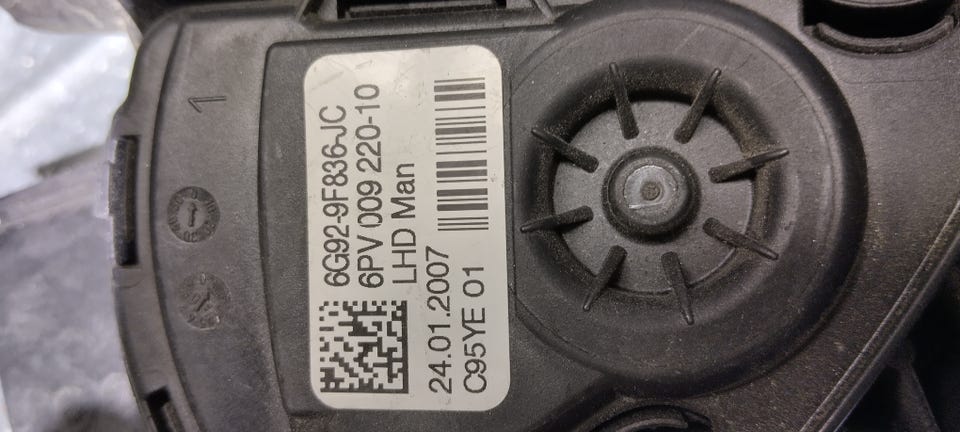 1
6G92-9F836-JC
6PV 009 220-10
LHD Man
24.01.2007
C95YE 01